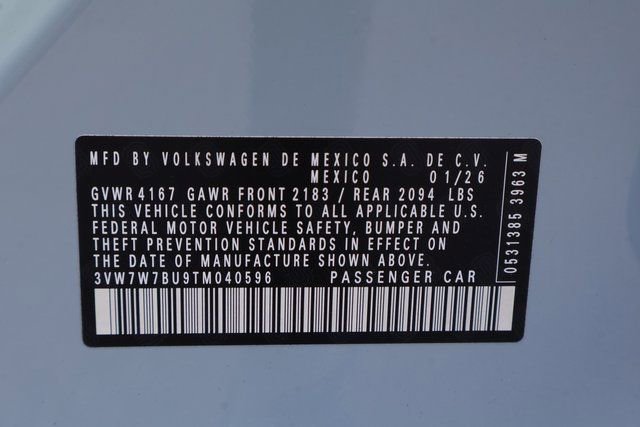 MFD BY VOLKSWAGEN DE MEXICO S.A. DE C.V.
MEXICO 01/26
GVWR 4167 GAWR FRONT 2183 / REAR 2094 LBS
THIS VEHICLE CONFORMS TO ALL APPLICABLE U.S.
FEDERAL MOTOR VEHICLE SAFETY, BUMPER AND
THEFT PREVENTION STANDARDS IN EFFECT ON
THE DATE OF MANUFACTURE SHOWN ABOVE.
3VW7W7BU9TM040596 PASSENGER CAR
0531385 3963 M